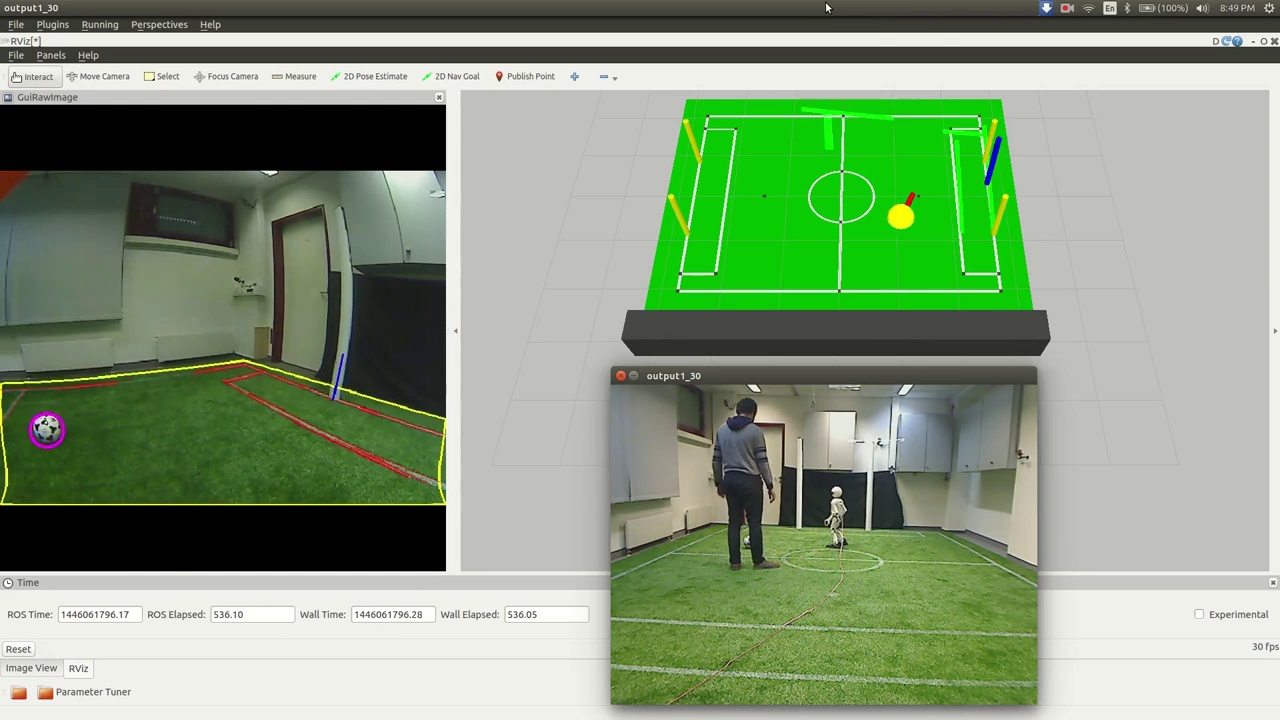 output1_30
En (100%) 8:49 PM
File Plugins Running Perspectives Help
RViz[*]
D - O
File Panels Help
Interact Move Camera Select Focus Camera Measure 2D Pose Estimate 2D Nav Goal Publish Point
GuiRawImage
output1_30
Time
ROS Time: 1446061796.17 ROS Elapsed: 536.10 Wall Time: 1446061796.28 Wall Elapsed: 536.05 Experimental
Reset 30 fps
Image View RViz
Parameter Tuner